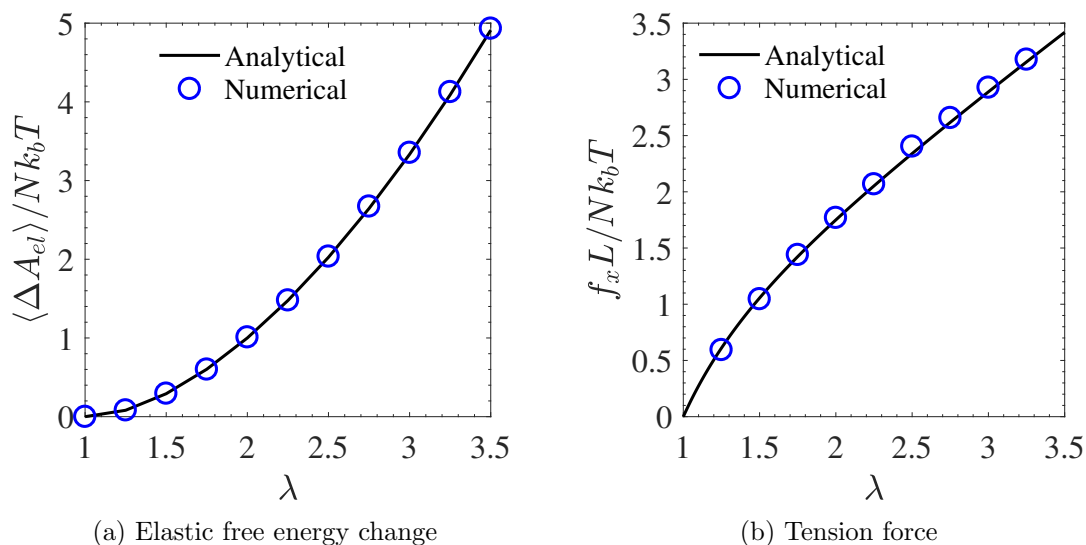 5
4
3
2
1
0
⟨ΔA_{el}⟩/Nk_bT
Analytical
Numerical
1 1.5 2 2.5 3 3.5
λ
(a) Elastic free energy change
3.5
3
2.5
2
1.5
1
0.5
0
f_xL/Nk_bT
Analytical
Numerical
1 1.5 2 2.5 3 3.5
λ
(b) Tension force